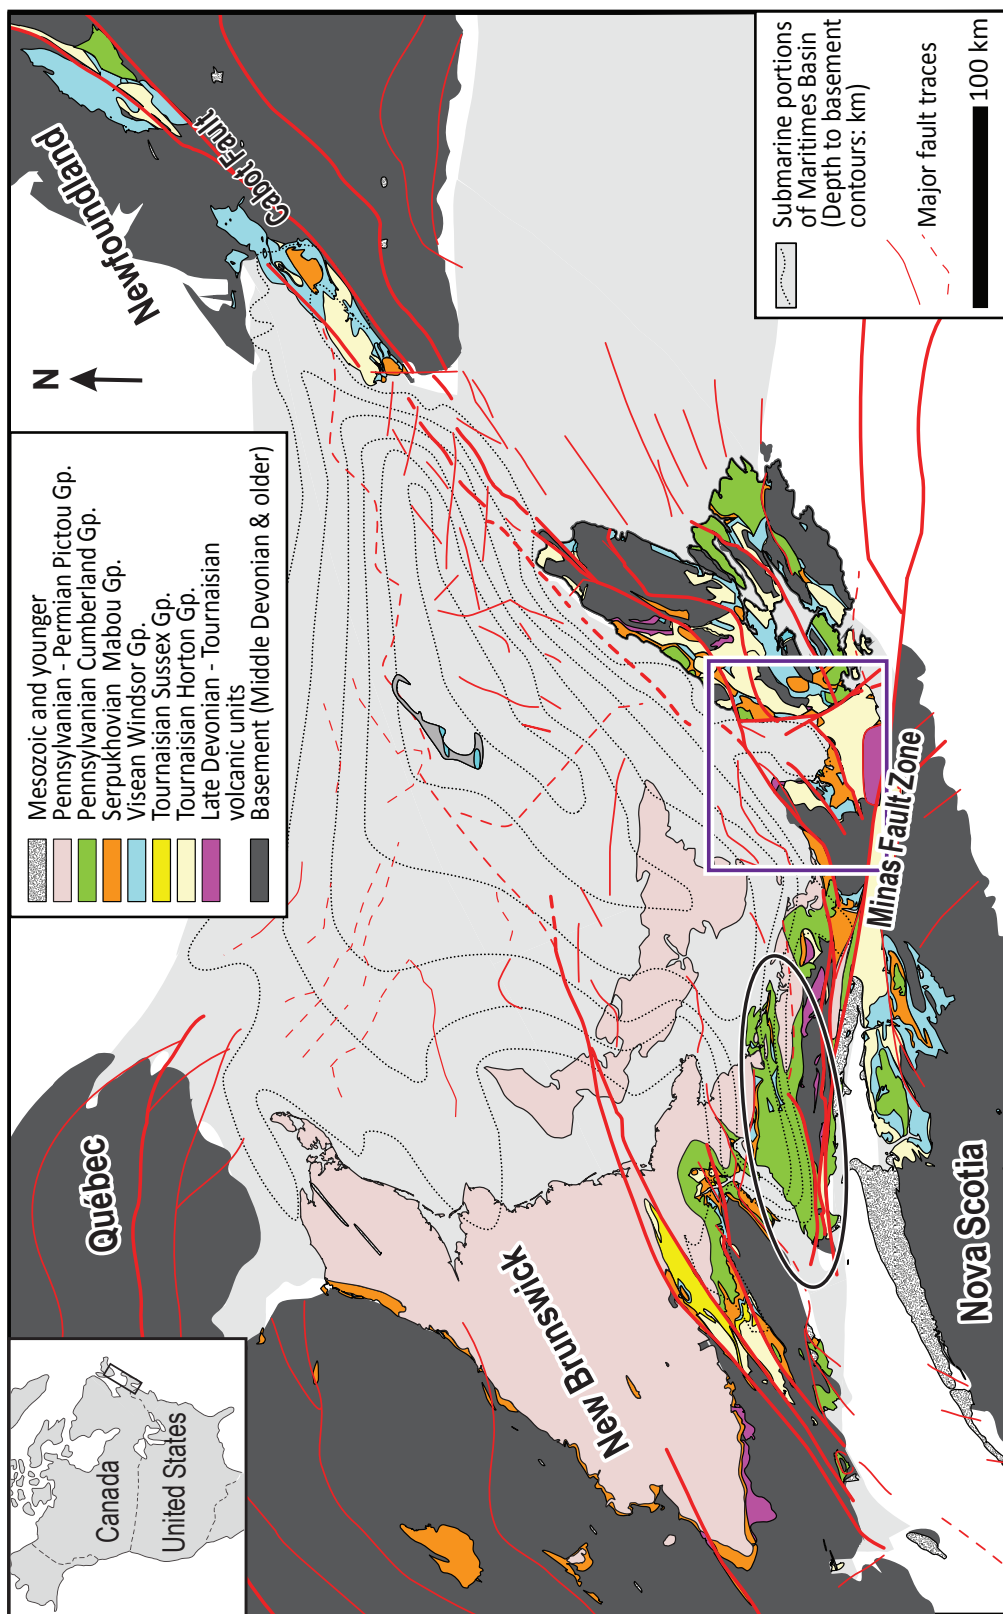 Canada
United States
Québec
New Brunswick
Nova Scotia
Minas Fault Zone
Newfoundland
Cabot Fault
N
Mesozoic and younger
Pennsylvanian - Permian Pictou Gp.
Pennsylvanian Cumberland Gp.
Serpukhovian Mabou Gp.
Visean Windsor Gp.
Tournaisian Sussex Gp.
Tournaisian Horton Gp.
Late Devonian - Tournaisian
volcanic units
Basement (Middle Devonian & older)
Submarine portions
of Maritimes Basin
(Depth to basement
contours: km)
Major fault traces
100 km